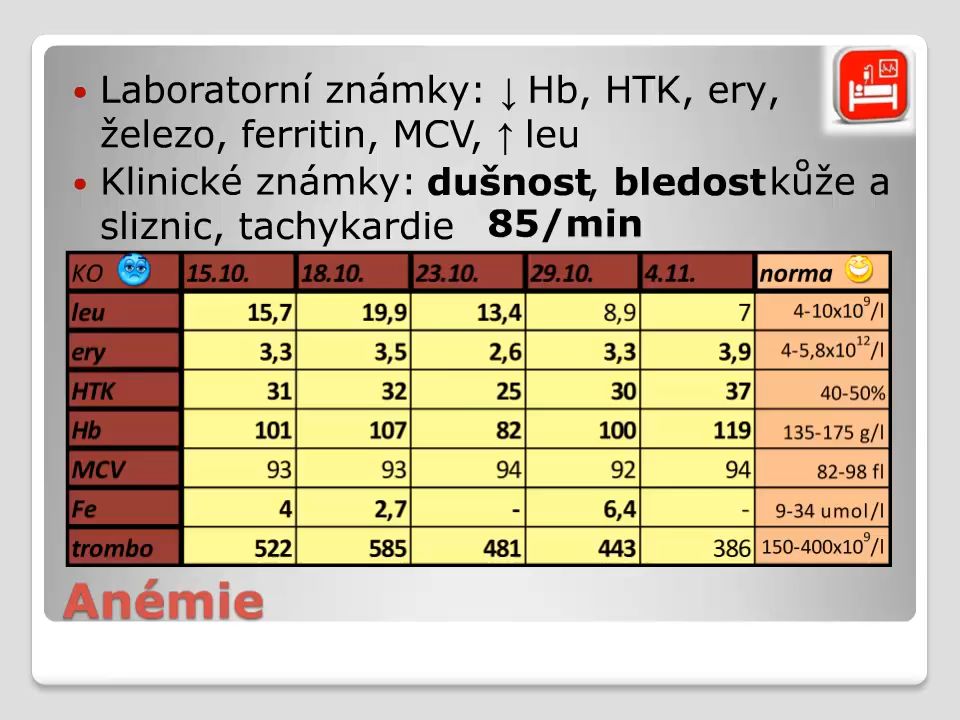 Laboratorní známky: ↓ Hb, HTK, ery,
železo, ferritin, MCV, ↑ leu
Klinické známky: dušnost, bledost kůže a
sliznic, tachykardie 85/min
KO 15.10. 18.10. 23.10. 29.10. 4.11. norma
leu 15,7 19,9 13,4 8,9 7 4-10x10⁹/l
ery 3,3 3,5 2,6 3,3 3,9 4-5,8x10¹²/l
HTK 31 32 25 30 37 40-50%
Hb 101 107 82 100 119 135-175 g/l
MCV 93 93 94 92 94 82-98 fl
Fe 4 2,7 - 6,4 - 9-34 umol/l
trombo 522 585 481 443 386 150-400x10⁹/l
Anémie